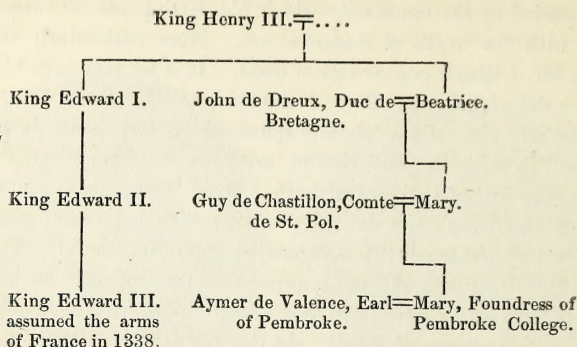 King Henry III.=....
King Edward I. John de Dreux, Duc de=Beatrice.
Bretagne.
King Edward II. Guy de Chastillon, Comte=Mary.
de St. Pol.
King Edward III. Aymer de Valence, Earl=Mary, Foundress of
assumed the arms of Pembroke. Pembroke College.
of France in 1338.